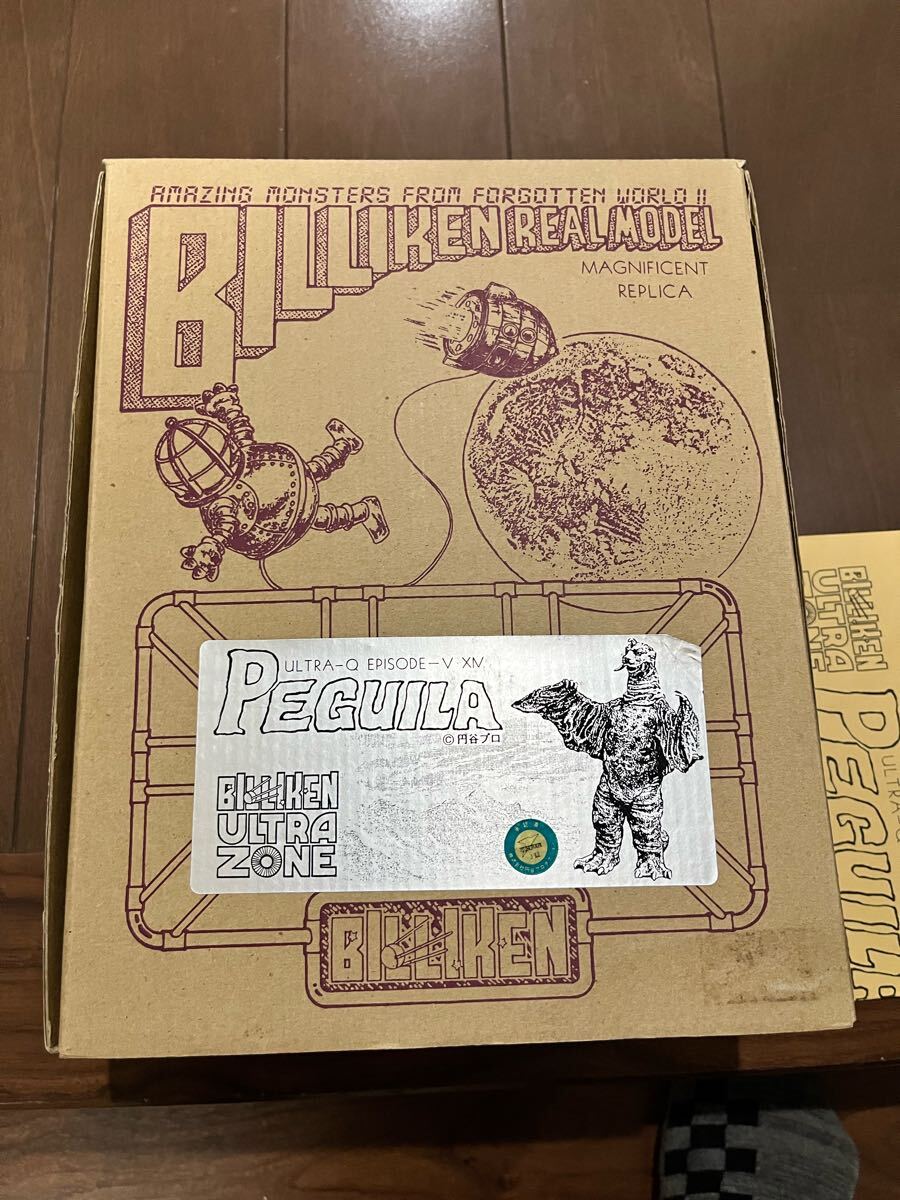 AMAZING MONSTERS FROM FORGOTTEN WORLD II
BILLIKEN REAL MODEL
MAGNIFICENT
REPLICA
ULTRA-Q EPISODE-V·XIV
PEGUILA
©円谷プロ
BILLIKEN
ULTRA
ZONE
BILLIKEN
BILLIKEN
ULTRA
ZONE
PEGUILA